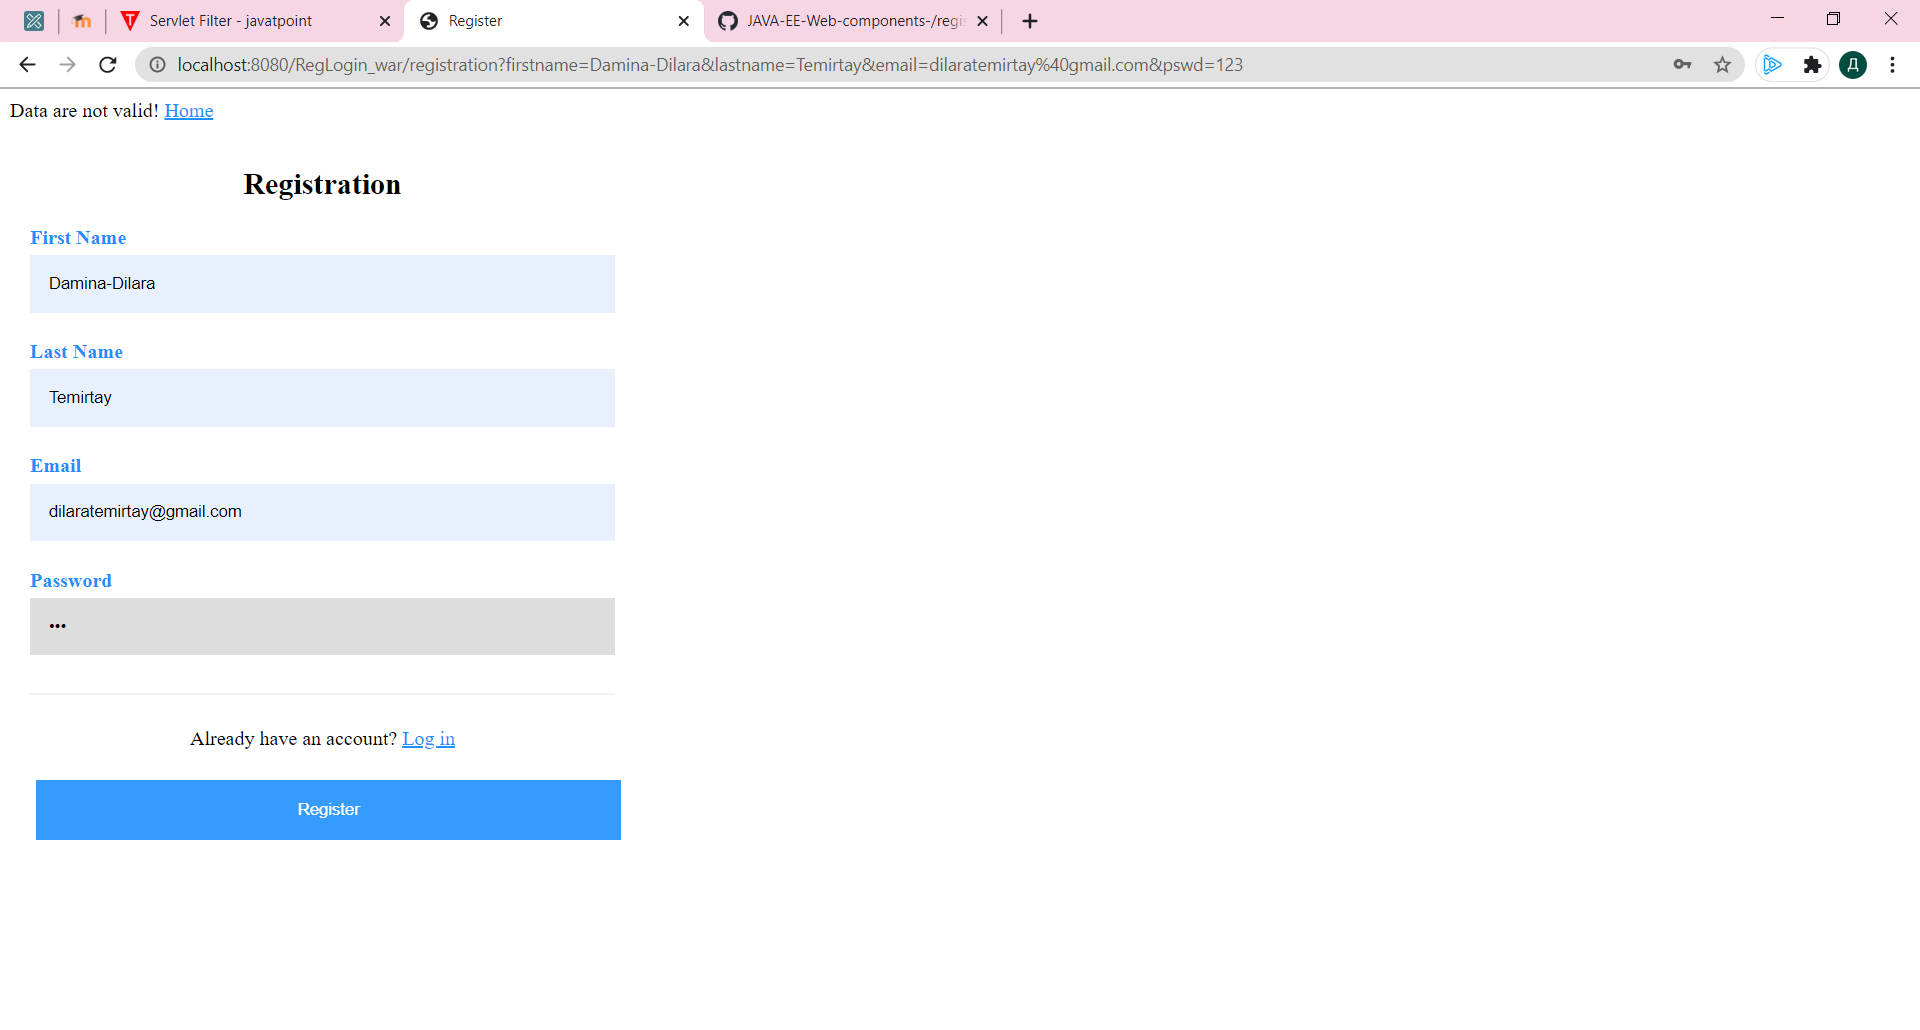 Servlet Filter - javatpoint
Register
JAVA-EE-Web-components-/regis
localhost:8080/RegLogin_war/registration?firstname=Damina-Dilara&lastname=Temirtay&email=dilaratemirtay%40gmail.com&pswd=123
Д
Data are not valid! Home
Registration
First Name
Damina-Dilara
Last Name
Temirtay
Email
dilaratemirtay@gmail.com
Password
•••
Already have an account? Log in
Register